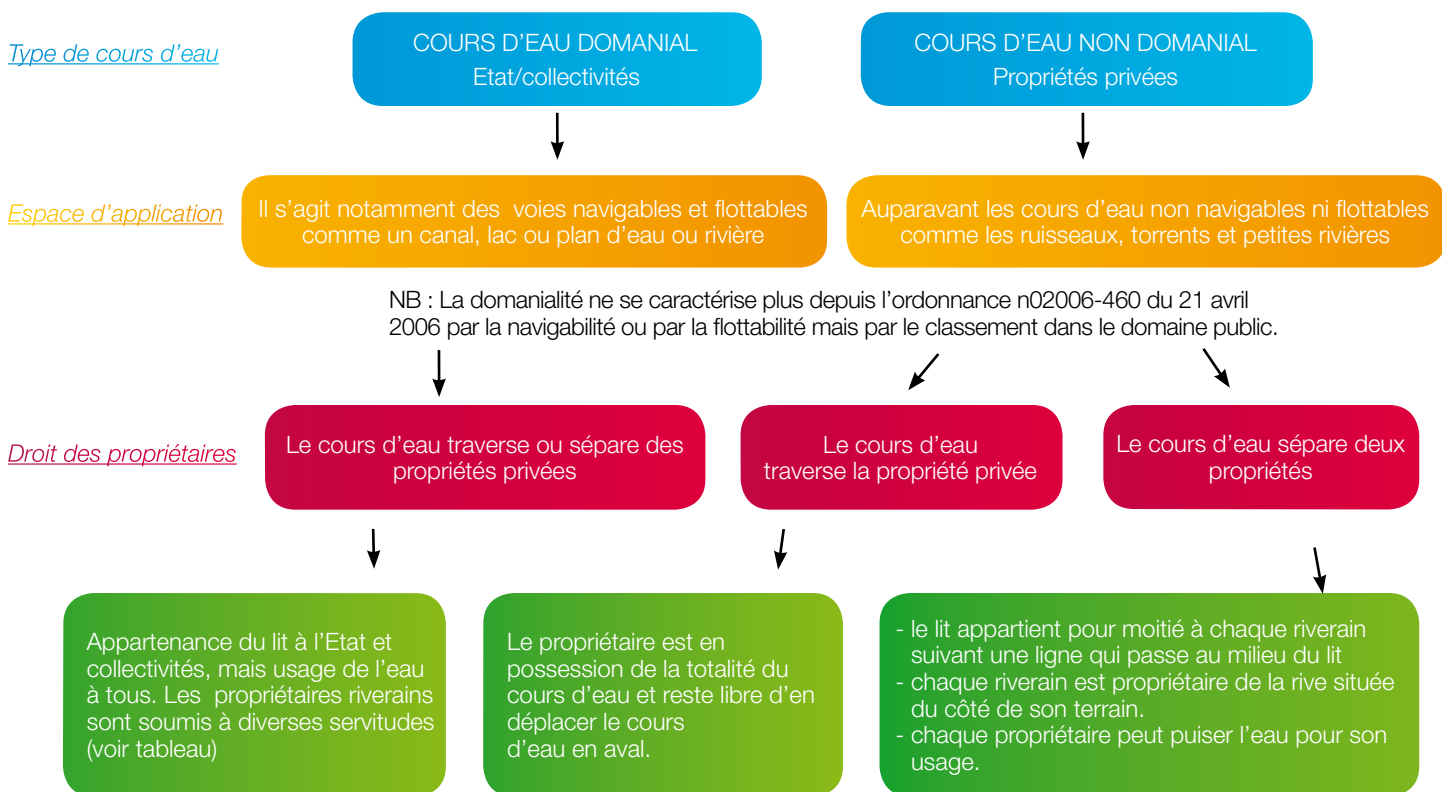 Type de cours d’eau
COURS D’EAU DOMANIAL
Etat/collectivités
COURS D’EAU NON DOMANIAL
Propriétés privées
Espace d’application
Il s’agit notamment des voies navigables et flottables
comme un canal, lac ou plan d’eau ou rivière
Auparavant les cours d’eau non navigables ni flottables
comme les ruisseaux, torrents et petites rivières
NB : La domanialité ne se caractérise plus depuis l’ordonnance n02006-460 du 21 avril
2006 par la navigabilité ou par la flottabilité mais par le classement dans le domaine public.
Droit des propriétaires
Le cours d’eau traverse ou sépare des
propriétés privées
Le cours d’eau
traverse la propriété privée
Le cours d’eau sépare deux
propriétés
Appartenance du lit à l’Etat et
collectivités, mais usage de l’eau
à tous. Les propriétaires riverains
sont soumis à diverses servitudes
(voir tableau)
Le propriétaire est en
possession de la totalité du
cours d’eau et reste libre d’en
déplacer le cours
d’eau en aval.
- le lit appartient pour moitié à chaque riverain
suivant une ligne qui passe au milieu du lit
- chaque riverain est propriétaire de la rive située
du côté de son terrain.
- chaque propriétaire peut puiser l’eau pour son
usage.